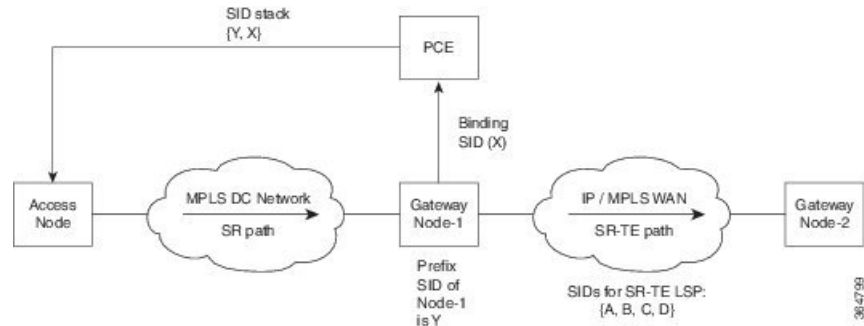 SID stack
{Y, X}
PCE
Binding
SID (X)
Access
Node
MPLS DC Network
SR path
Gateway
Node-1
IP / MPLS WAN
SR-TE path
Gateway
Node-2
Prefix
SID of
Node-1
is Y
SIDs for SR-TE LSP:
{A, B, C, D}
364799